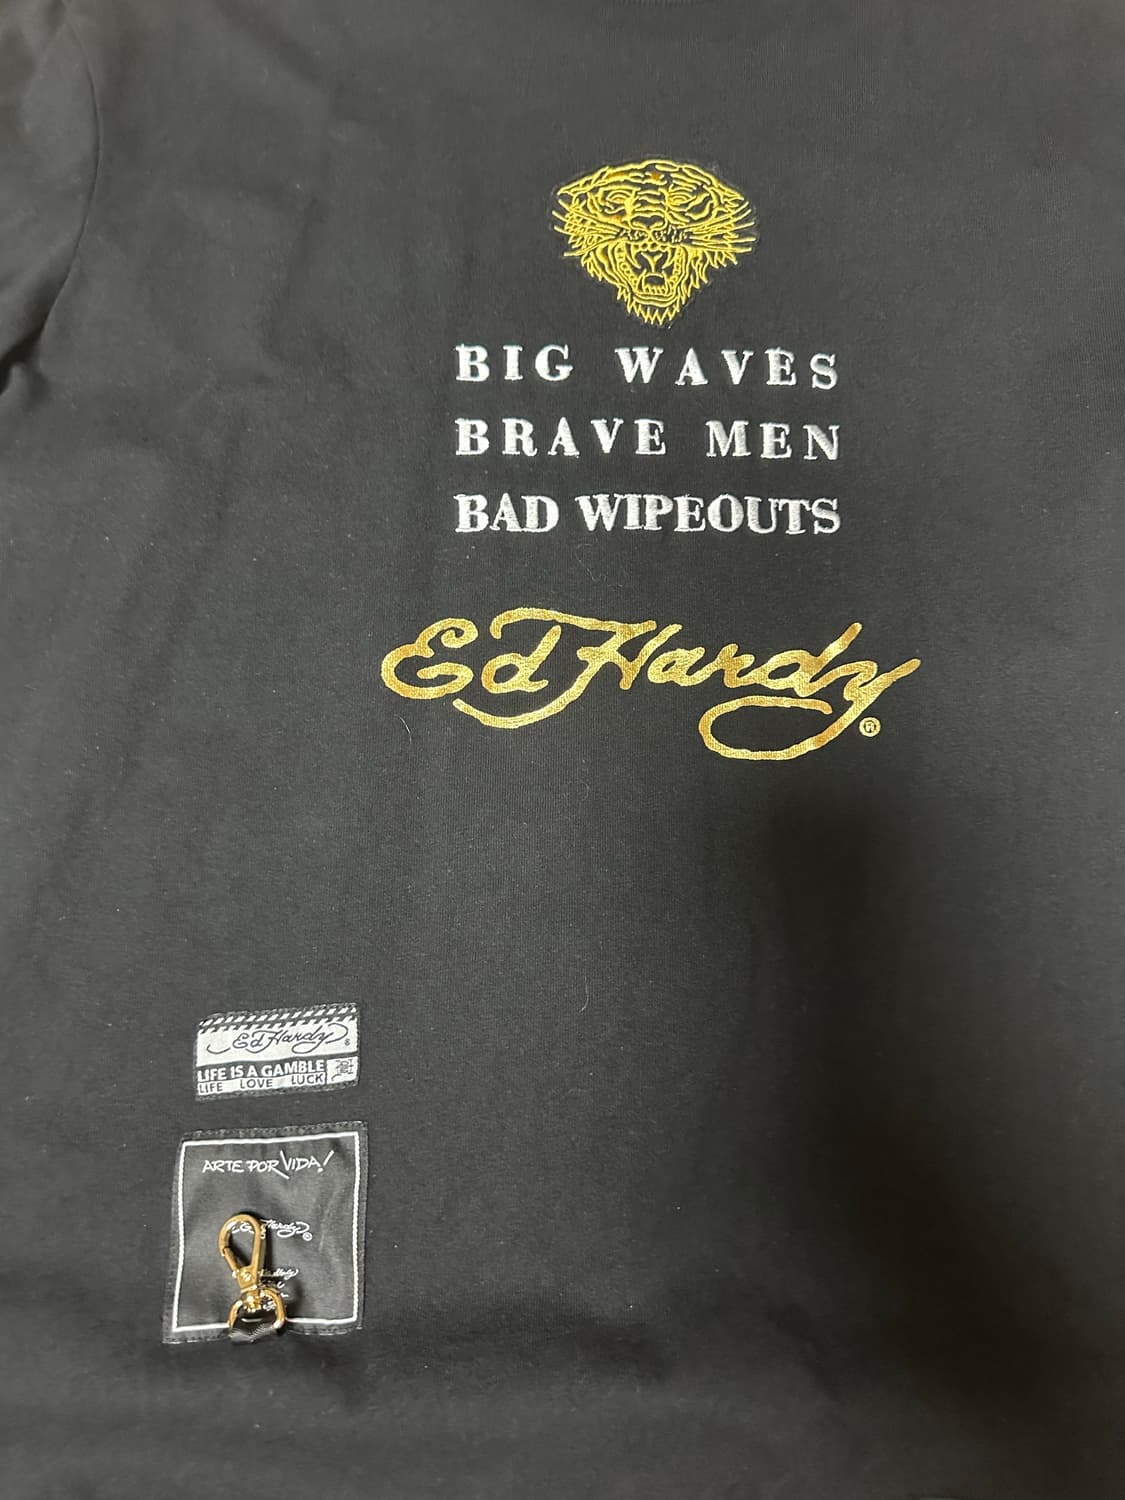 BIG WAVES
BRAVE MEN
BAD WIPEOUTS
Ed Hardy®
Ed Hardy®
LIFE IS A GAMBLE
LIFE LOVE LUCK
ARTE POR VIDA!
Hardy®